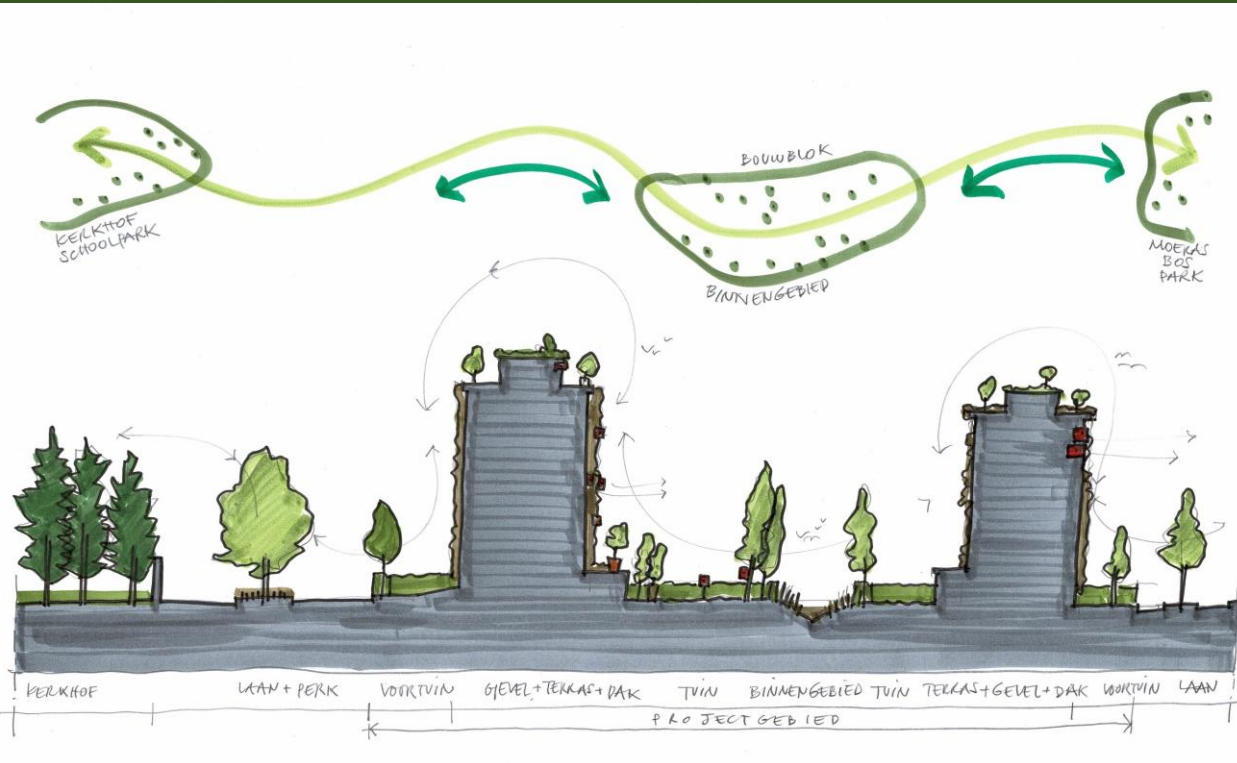 BOUWBLOK
KERKHOF
SCHOOLPARK
BINNENGEBIED
MOERAS
BOS
PARK
KERKHOF
LAAN + PERK
VOORTUIN
GEVEL + TERRAS + DAK
TUIN
BINNENGEBIED
TUIN
TERRAS + GEVEL + DAK
VOORTUIN
LAAN
PROJECTGEBIED